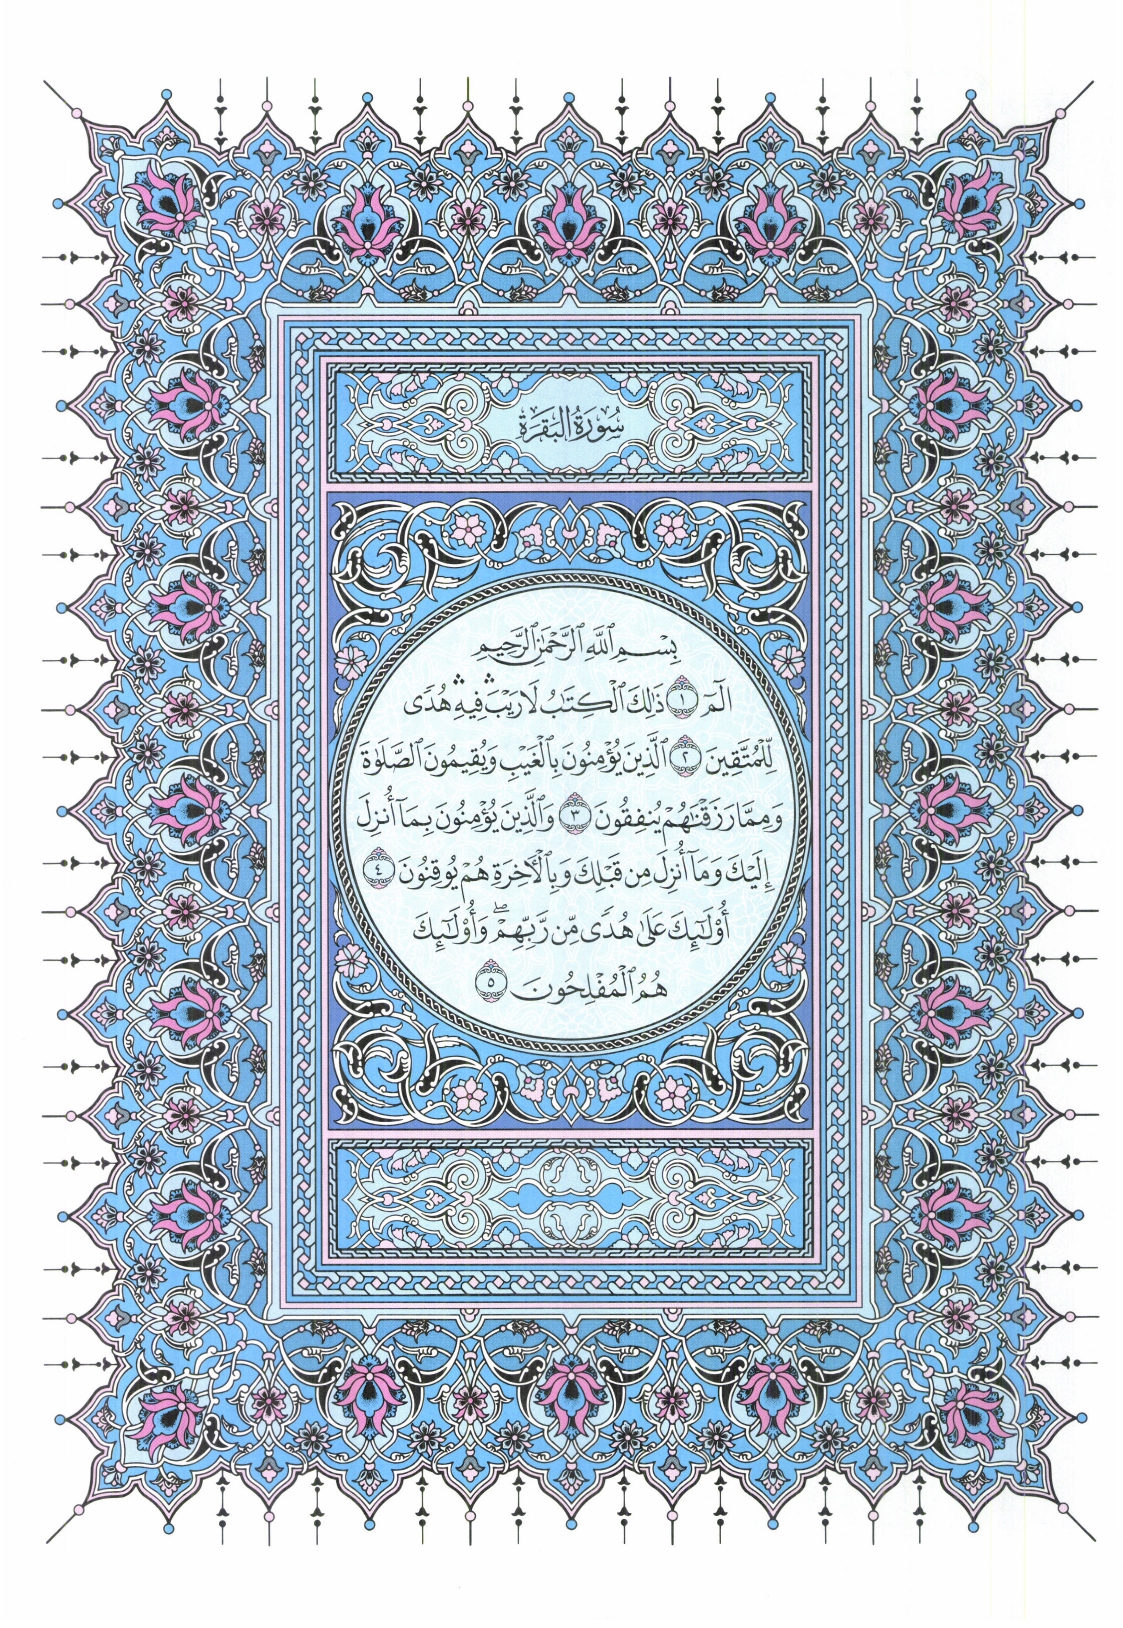 سُورَةُ البَقَرَةِ
بِسْمِ ٱللَّهِ ٱلرَّحْمَٰنِ ٱلرَّحِيمِ
الٓمٓ ١ ذَٰلِكَ ٱلْكِتَٰبُ لَا رَيْبَۛ فِيهِۛ هُدًى
لِّلْمُتَّقِينَ ٢ ٱلَّذِينَ يُؤْمِنُونَ بِٱلْغَيْبِ وَيُقِيمُونَ ٱلصَّلَوٰةَ
وَمِمَّا رَزَقْنَٰهُمْ يُنفِقُونَ ٣ وَٱلَّذِينَ يُؤْمِنُونَ بِمَآ أُنزِلَ
إِلَيْكَ وَمَآ أُنزِلَ مِن قَبْلِكَ وَبِٱلْأَخِرَةِ هُمْ يُوقِنُونَ ٤
أُوْلَٰٓئِكَ عَلَىٰ هُدًى مِّن رَّبِّهِمْۖ وَأُوْلَٰٓئِكَ
هُمُ ٱلْمُفْلِحُونَ ٥